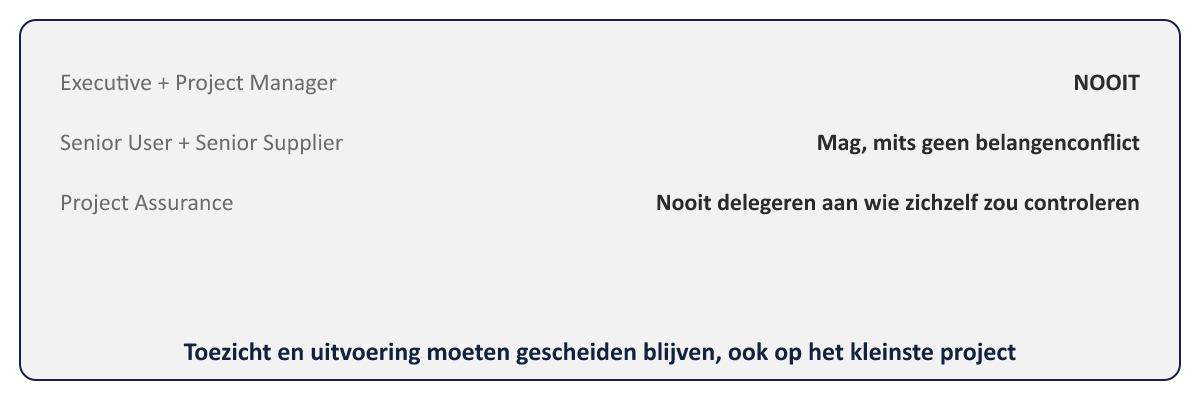 Executive + Project Manager NOOIT
Senior User + Senior Supplier Mag, mits geen belangenconflict
Project Assurance Nooit delegeren aan wie zichzelf zou controleren
Toezicht en uitvoering moeten gescheiden blijven, ook op het kleinste project